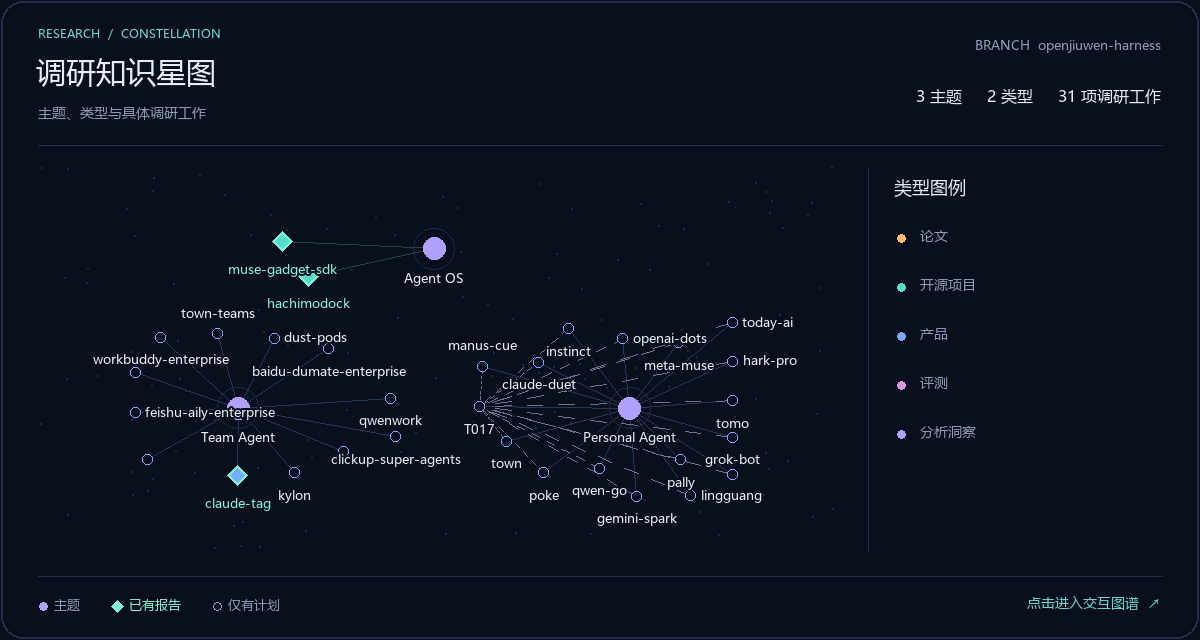 RESEARCH / CONSTELLATION
调研知识星图
主题、类型与具体调研工作
BRANCH openjiuwen-harness
3 主题 2 类型 31 项调研工作
muse-gadget-sdk
Agent OS
hachimodock
town-teams
dust-pods
workbuddy-enterprise
baidu-dumate-enterprise
feishu-aily-enterprise
qwenwork
Team Agent
clickup-super-agents
claude-tag
kylon
today-ai
openai-dots
manus-cue
instinct
meta-muse
hark-pro
claude-duet
T017
Personal Agent
tomo
town
grok-bot
poke
qwen-go
pally
lingguang
gemini-spark
类型图例
论文
开源项目
产品
评测
分析洞察
主题
已有报告
仅有计划
点击进入交互图谱 ↗